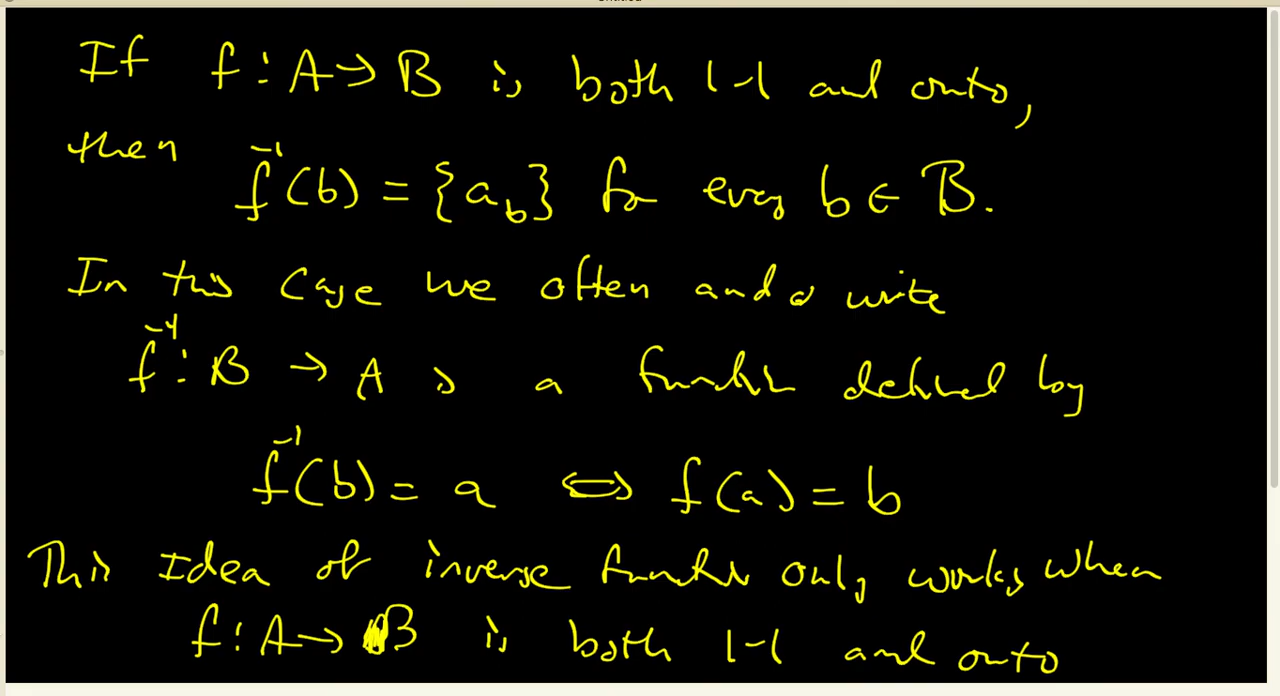 If f : A → B is both 1-1 and onto,
then f⁻¹(b) = {a_b} for every b ∈ B.
In this case we often and write
f⁻¹ : B → A is a function defined by
f⁻¹(b) = a ⇔ f(a) = b
This Idea of inverse function only works when
f : A → B is both 1-1 and onto